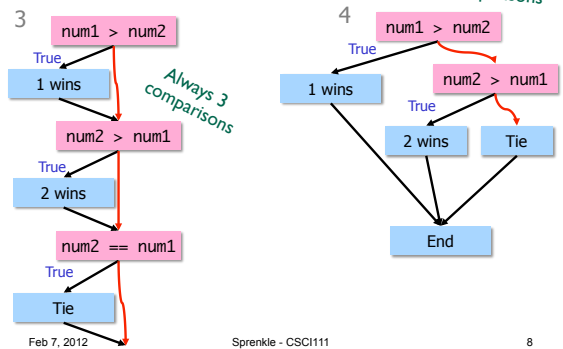 3
num1 > num2
True
1 wins
Always 3
comparisons
num2 > num1
True
2 wins
num2 == num1
True
Tie
4
num1 > num2
True
1 wins
num2 > num1
True
2 wins
Tie
End
Feb 7, 2012
Sprenkle - CSCI111
8